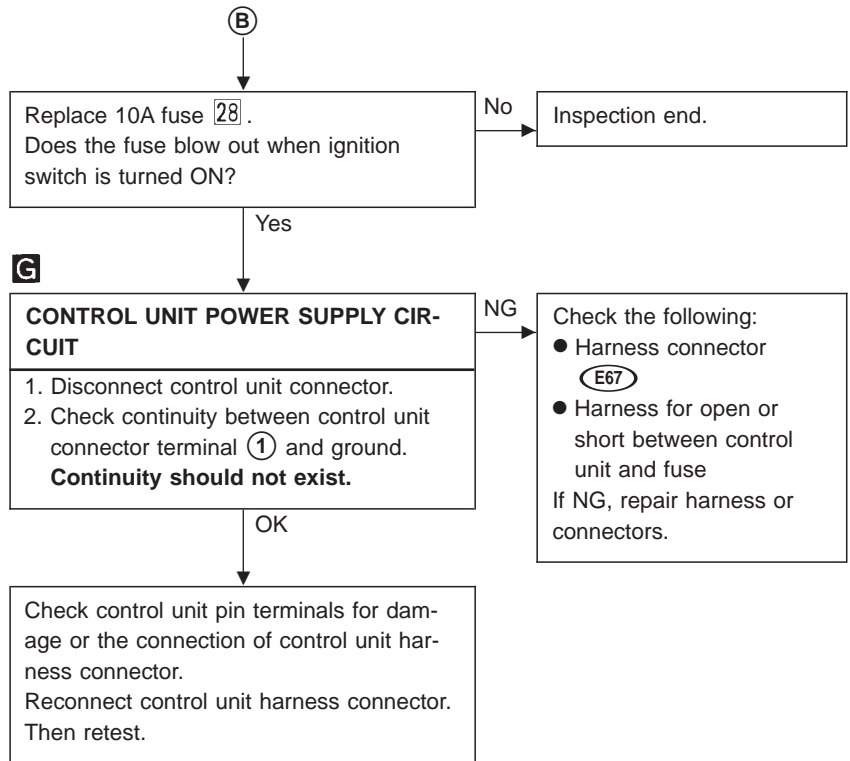 B
Replace 10A fuse 28 .
Does the fuse blow out when ignition
switch is turned ON?
No
Inspection end.
Yes
G
CONTROL UNIT POWER SUPPLY CIR-
CUIT
1. Disconnect control unit connector.
2. Check continuity between control unit
connector terminal 1 and ground.
Continuity should not exist.
NG
Check the following:
● Harness connector
E67
● Harness for open or
short between control
unit and fuse
If NG, repair harness or
connectors.
OK
Check control unit pin terminals for dam-
age or the connection of control unit har-
ness connector.
Reconnect control unit harness connector.
Then retest.